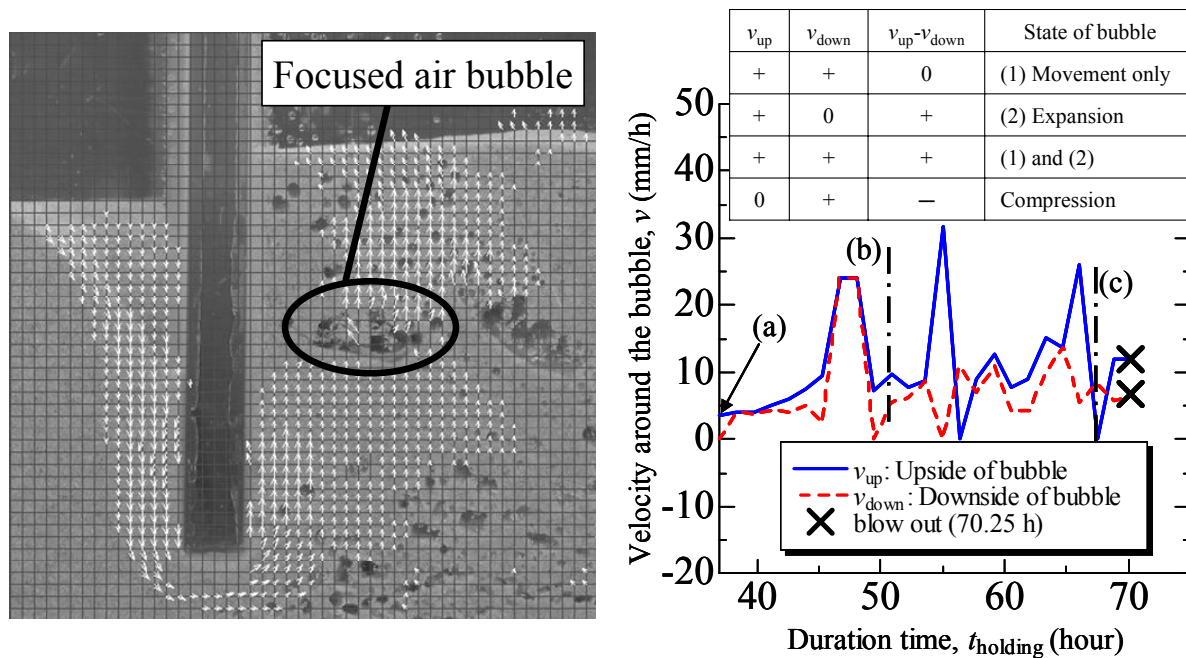 Focused air bubble
v_up v_down v_up-v_down State of bubble
+ + 0 (1) Movement only
+ 0 + (2) Expansion
+ + + (1) and (2)
0 + − Compression
Velocity around the bubble, v (mm/h)
50
40
30
20
10
0
-10
-20
(a)
(b)
(c)
v_up: Upside of bubble
v_down: Downside of bubble
blow out (70.25 h)
40 50 60 70
Duration time, t_holding (hour)